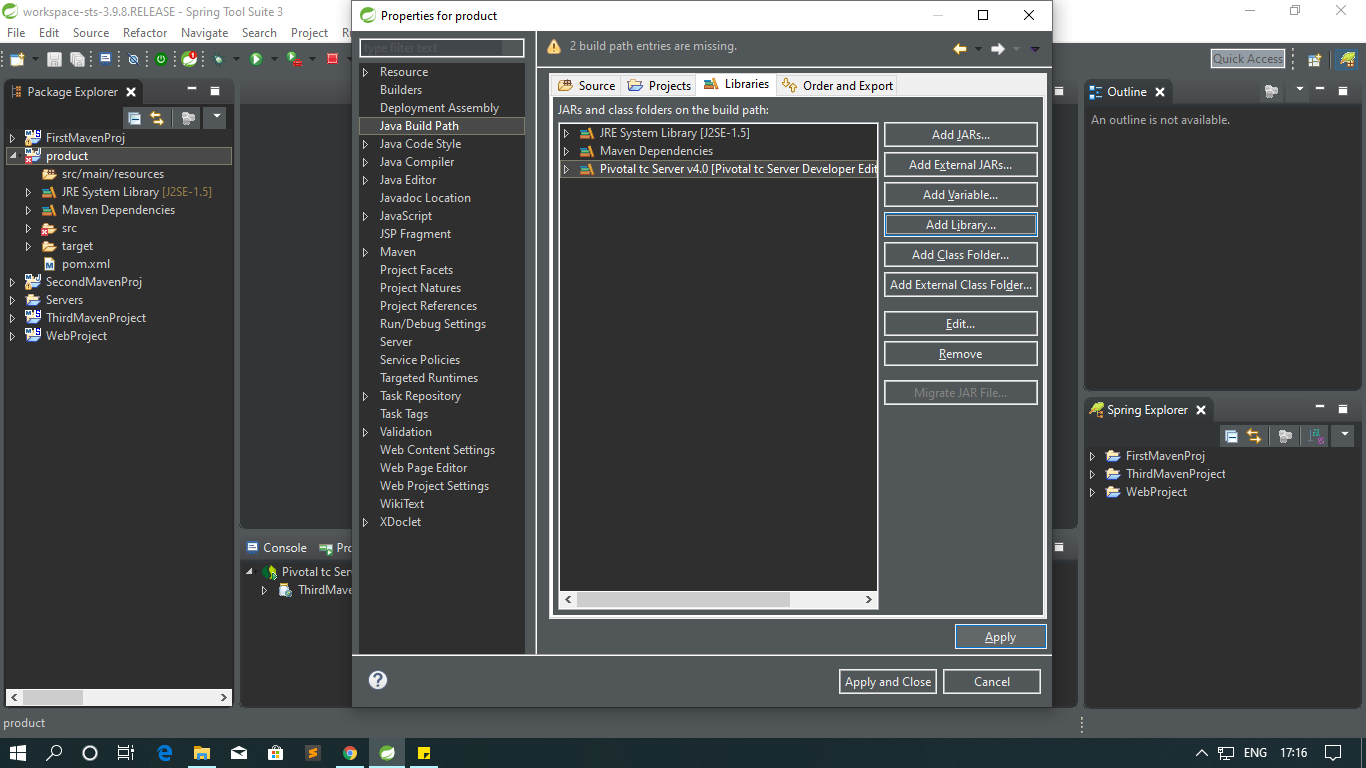 workspace-sts-3.9.8.RELEASE - Spring Tool Suite 3
File Edit Source Refactor Navigate Search Project
Quick Access
Package Explorer
FirstMavenProj
product
src/main/resources
JRE System Library [J2SE-1.5]
Maven Dependencies
src
target
pom.xml
SecondMavenProj
Servers
ThirdMavenProject
WebProject
Properties for product
type filter text
Resource
Builders
Deployment Assembly
Java Build Path
Java Code Style
Java Compiler
Java Editor
Javadoc Location
JavaScript
JSP Fragment
Maven
Project Facets
Project Natures
Project References
Run/Debug Settings
Server
Service Policies
Targeted Runtimes
Task Repository
Task Tags
Validation
Web Content Settings
Web Page Editor
Web Project Settings
WikiText
XDoclet
2 build path entries are missing.
Source Projects Libraries Order and Export
JARs and class folders on the build path:
JRE System Library [J2SE-1.5]
Maven Dependencies
Pivotal tc Server v4.0 [Pivotal tc Server Developer Edit
Add JARs...
Add External JARs...
Add Variable...
Add Library...
Add Class Folder...
Add External Class Folder...
Edit...
Remove
Migrate JAR File...
Apply
Apply and Close
Cancel
Outline
An outline is not available.
Spring Explorer
FirstMavenProj
ThirdMavenProject
WebProject
Console Pro
Pivotal tc Ser
ThirdMave
product
ENG 17:16